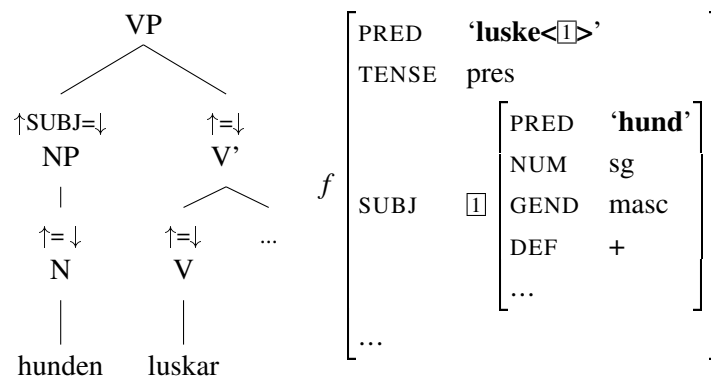 VP
↑SUBJ=↓ ↑=↓
NP V’
↑=↓ ↑=↓ ...
N V
hunden luskar
f
PRED ‘luske<1>’
TENSE pres
SUBJ 1
PRED ‘hund’
NUM sg
GEND masc
DEF +
...
...